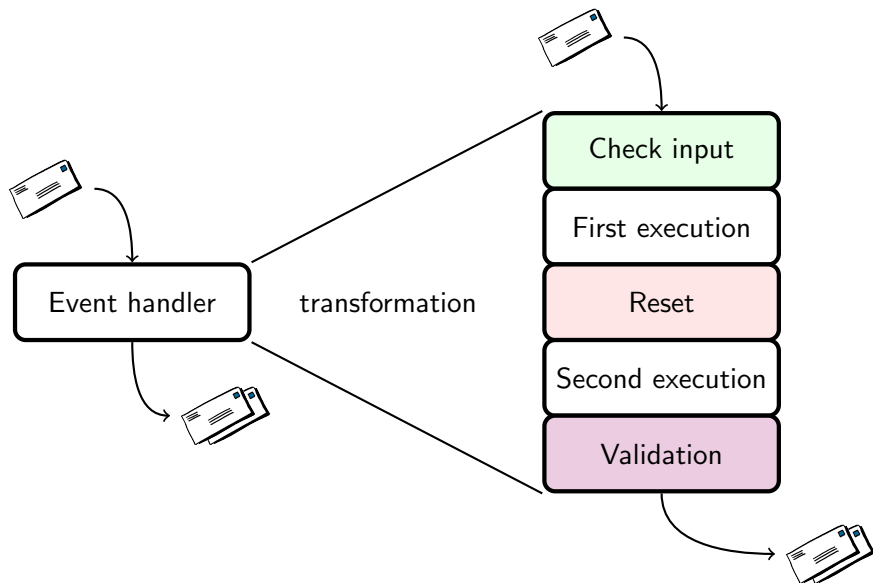 Event handler
transformation
Check input
First execution
Reset
Second execution
Validation